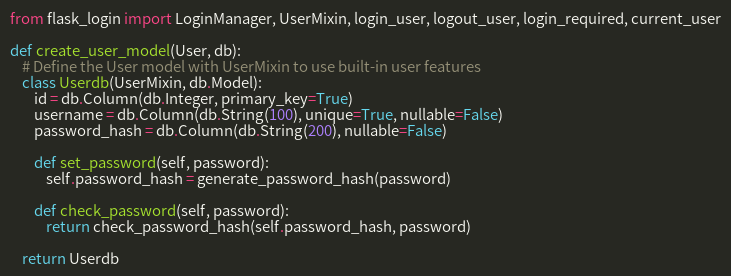 from flask_login import LoginManager, UserMixin, login_user, logout_user, login_required, current_user

def create_user_model(User, db):
    # Define the User model with UserMixin to use built-in user features
    class Userdb(UserMixin, db.Model):
        id = db.Column(db.Integer, primary_key=True)
        username = db.Column(db.String(100), unique=True, nullable=False)
        password_hash = db.Column(db.String(200), nullable=False)

        def set_password(self, password):
            self.password_hash = generate_password_hash(password)

        def check_password(self, password):
            return check_password_hash(self.password_hash, password)

    return Userdb